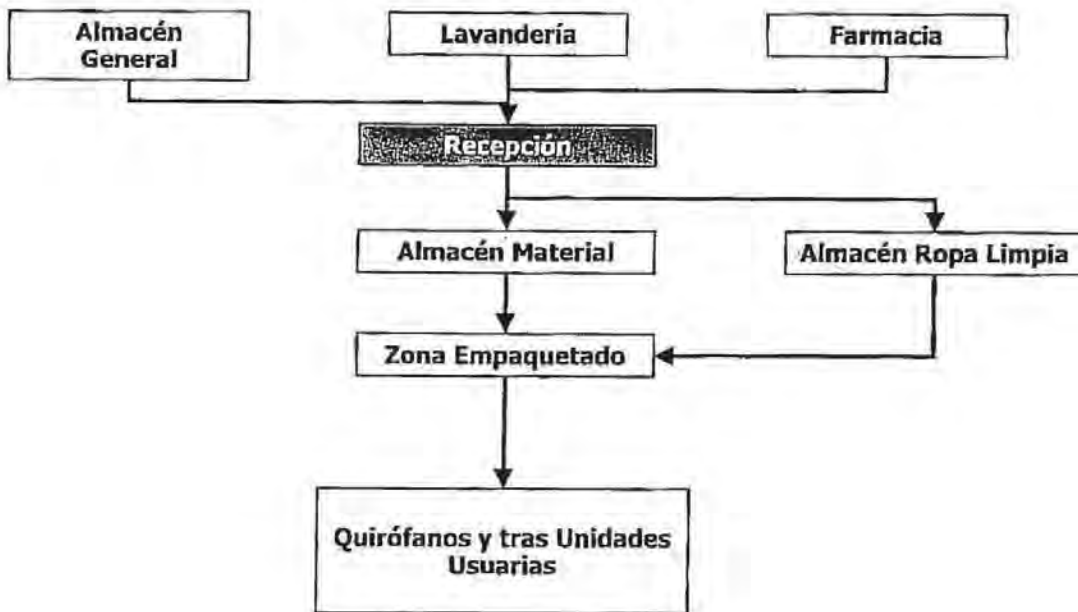 Almacén
General
Lavandería
Farmacia
Recepción
Almacén Material
Almacén Ropa Limpia
Zona Empaquetado
Quirófanos y tras Unidades
Usuarias